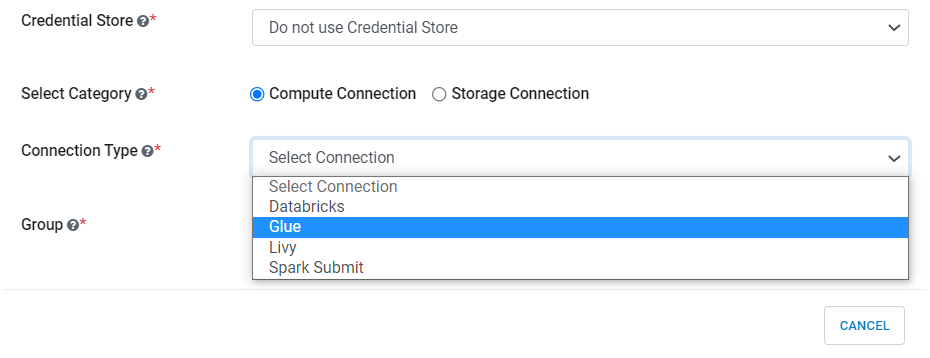 Credential Store ?*
Do not use Credential Store
Select Category ?*
Compute Connection
Storage Connection
Connection Type ?*
Select Connection
Select Connection
Databricks
Glue
Livy
Spark Submit
Group ?*
CANCEL